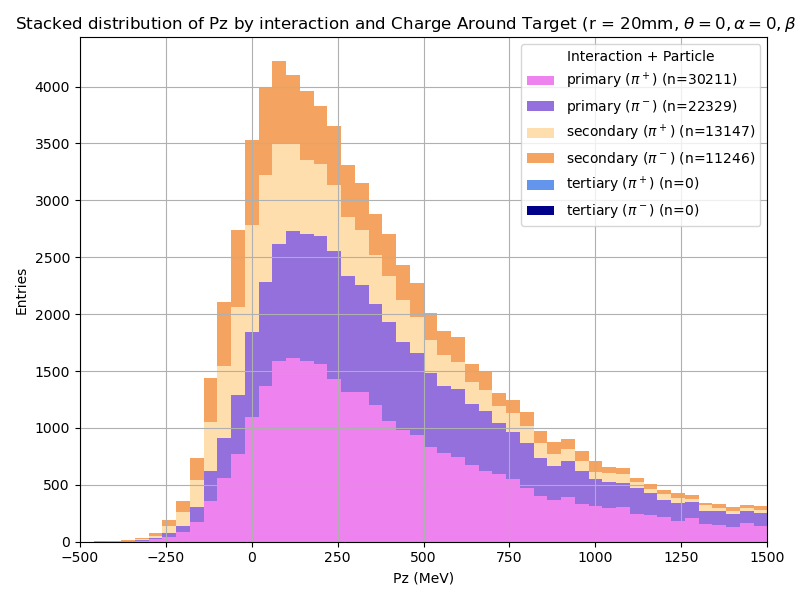 Stacked distribution of Pz by interaction and Charge Around Target (r = 20mm, θ = 0, α = 0, β
Interaction + Particle
primary (π⁺) (n=30211)
primary (π⁻) (n=22329)
secondary (π⁺) (n=13147)
secondary (π⁻) (n=11246)
tertiary (π⁺) (n=0)
tertiary (π⁻) (n=0)
Entries
4000
3500
3000
2500
2000
1500
1000
500
0
−500 −250 0 250 500 750 1000 1250 1500
Pz (MeV)